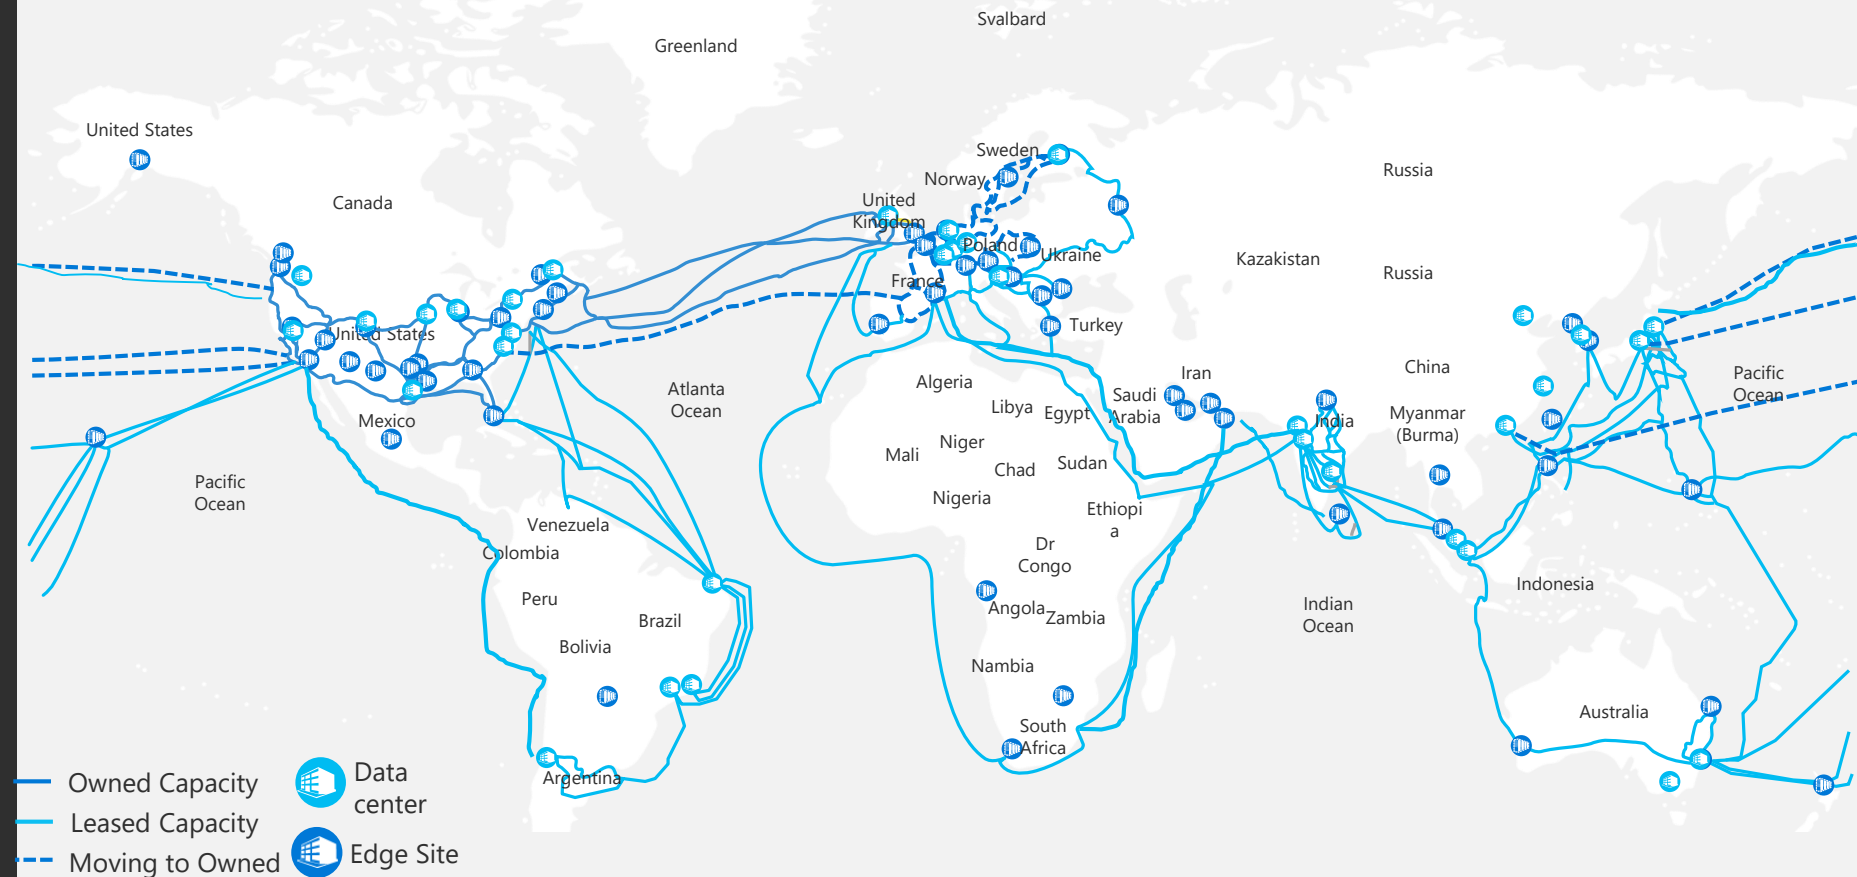 Svalbard
Greenland
United States
Sweden
Russia
Norway
Canada
United
Kingdom
Poland
Ukraine
Kazakistan
Russia
France
United States
Turkey
China
Iran
Pacific
Ocean
Algeria
Atlanta
Ocean
Saudi
Arabia
Libya
Egypt
Mexico
India
Myanmar
(Burma)
Niger
Mali
Sudan
Chad
Pacific
Ocean
Nigeria
Ethiopi
a
Venezuela
Colombia
Dr
Congo
Indonesia
Peru
Angola
Zambia
Indian
Ocean
Brazil
Bolivia
Nambia
Australia
South
Africa
Argentina
Owned Capacity
Leased Capacity
Moving to Owned
Data
center
Edge Site